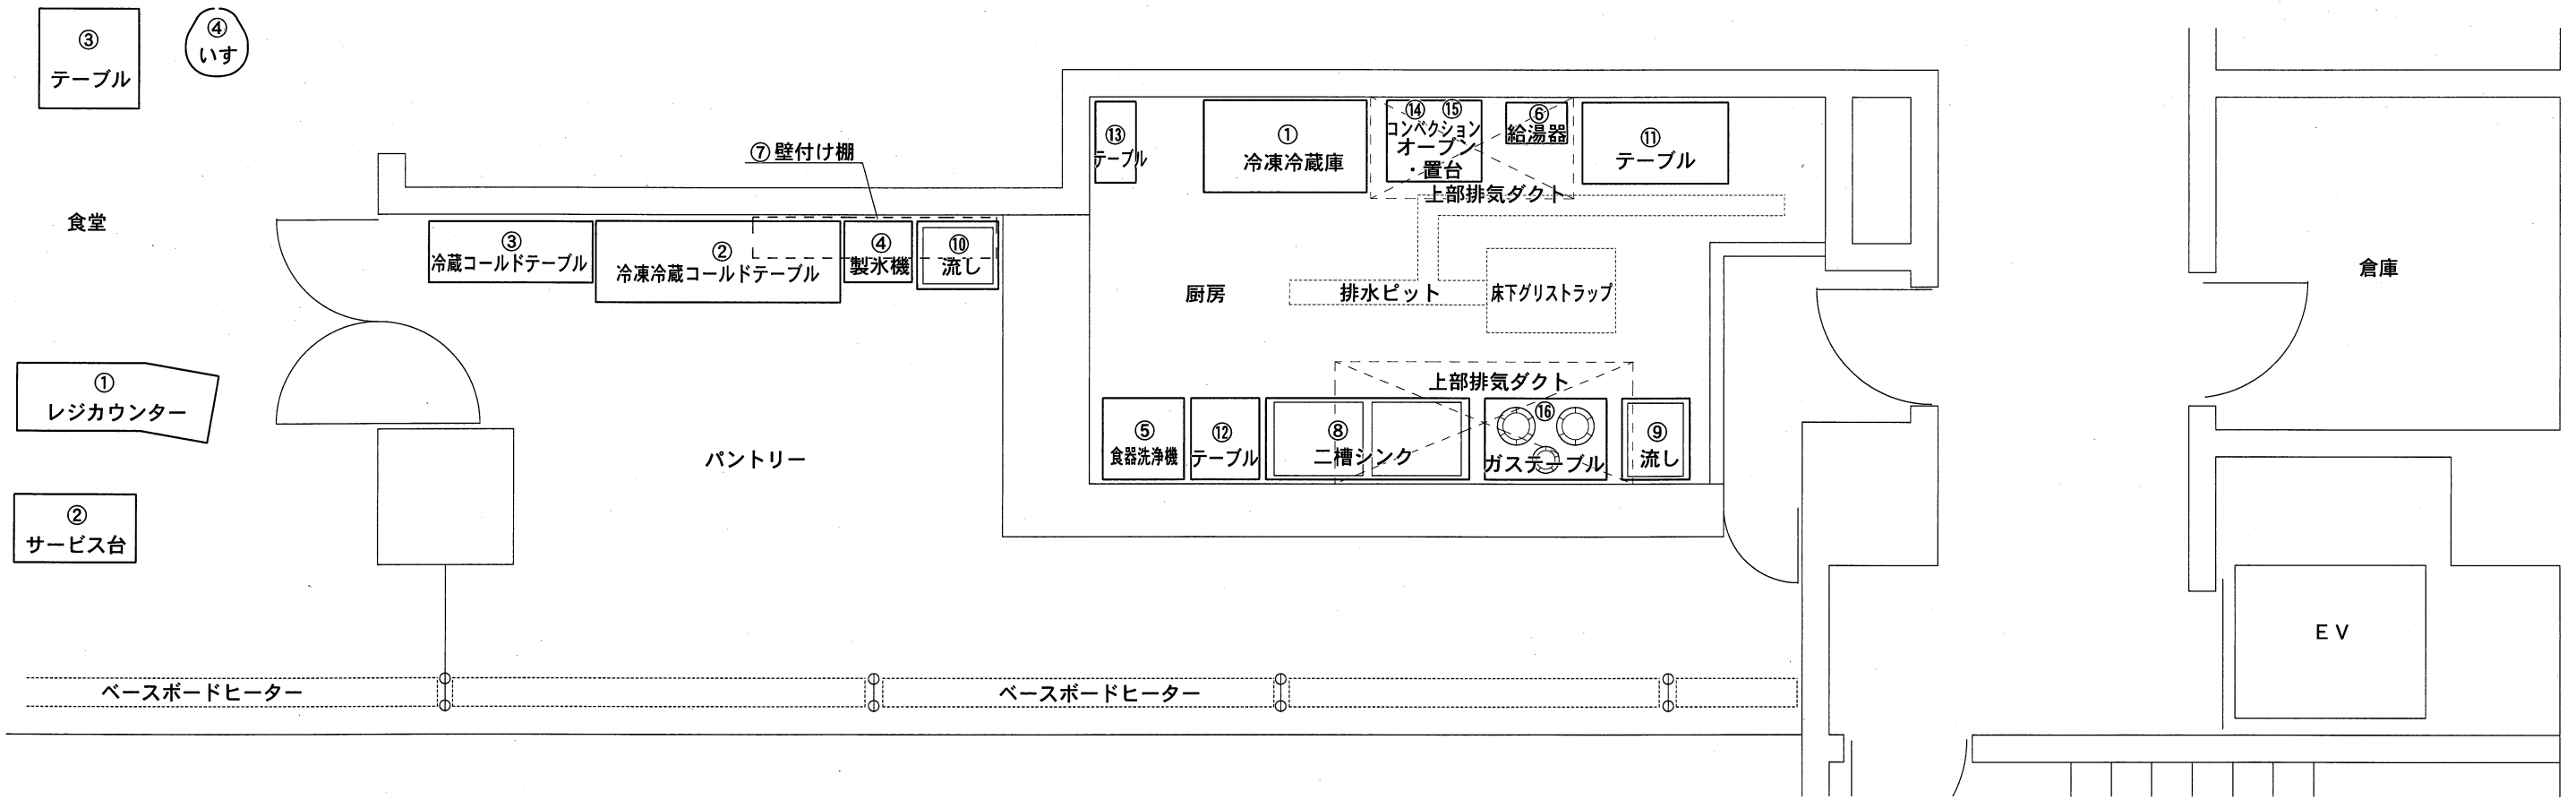 ③
テーブル
④
いす
⑦壁付け棚
食堂
③
冷蔵コールドテーブル
②
冷凍冷蔵コールドテーブル
④
製氷機
⑩
流し
①
レジカウンター
②
サービス台
パントリー
⑬
テーブル
①
冷凍冷蔵庫
⑭ ⑮
コンベクション
オーブン
・置台
⑥
給湯器
⑪
テーブル
上部排気ダクト
厨房
排水ピット
床下グリストラップ
上部排気ダクト
⑤
食器洗浄機
⑫
テーブル
⑧
二槽シンク
⑯
ガステーブル
⑨
流し
倉庫
EV
ベースボードヒーター
ベースボードヒーター